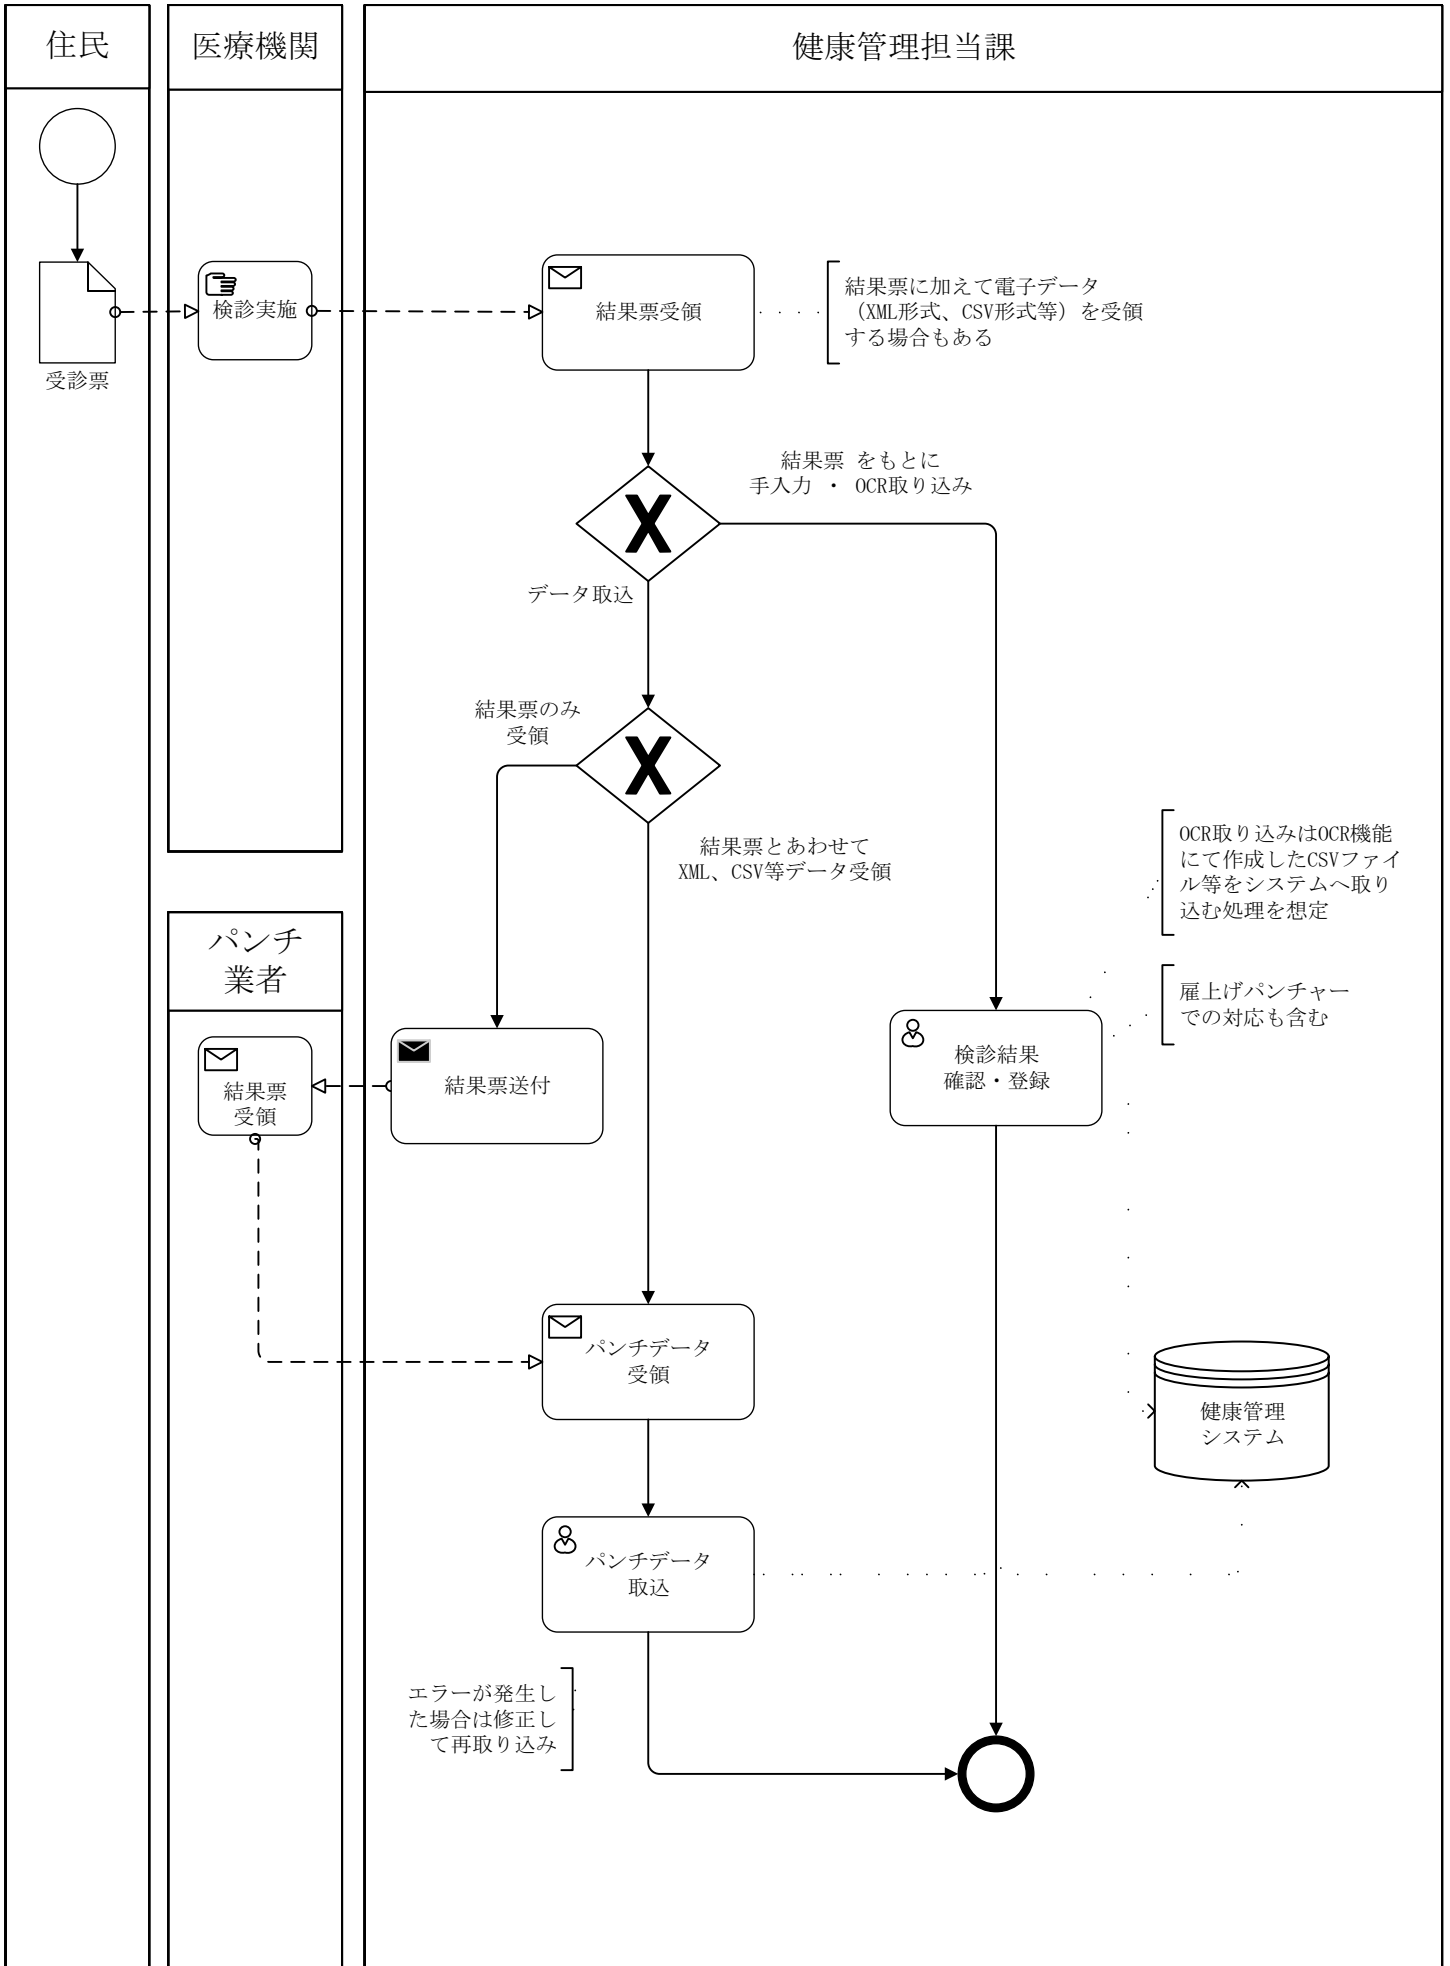 住民
医療機関
健康管理担当課
検診実施
受診票
結果票受領
結果票に加えて電子データ
（XML形式、CSV形式等）を受領
する場合もある
結果票 をもとに
手入力 ・ OCR取り込み
データ取込
結果票のみ
受領
結果票とあわせて
XML、CSV等データ受領
OCR取り込みはOCR機能
にて作成したCSVファイ
ル等をシステムへ取り
込む処理を想定
パンチ
業者
雇上げパンチャー
での対応も含む
結果票
受領
結果票送付
検診結果
確認・登録
パンチデータ
受領
健康管理
システム
パンチデータ
取込
エラーが発生し
た場合は修正し
て再取り込み